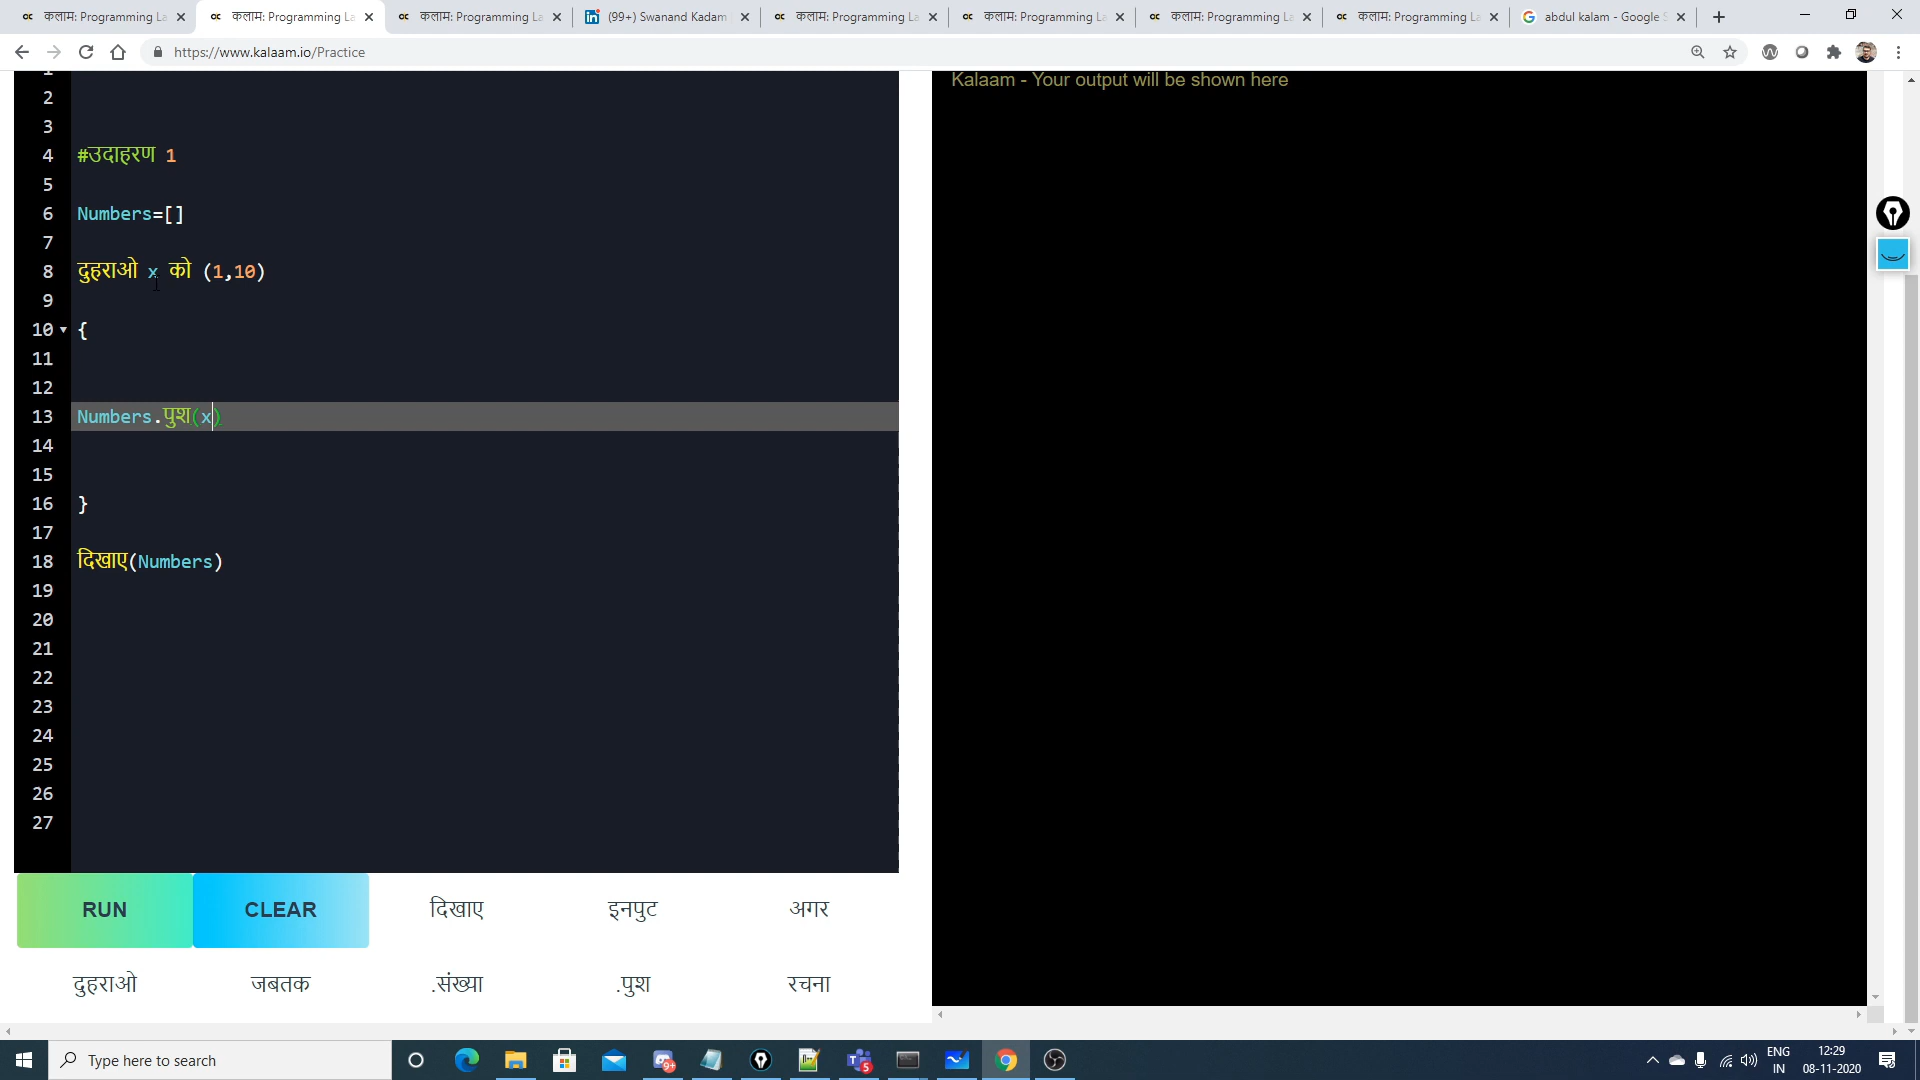 कलाम: Programming La
कलाम: Programming La
कलाम: Programming La
(99+) Swanand Kadam
कलाम: Programming La
कलाम: Programming La
कलाम: Programming La
कलाम: Programming La
abdul kalam - Google S
https://www.kalaam.io/Practice
1
2
3
4 #उदाहरण 1
5
6 Numbers=[]
7
8 दुहराओ x को (1,10)
9
10 {
11
12
13 Numbers.पुश(x)
14
15
16 }
17
18 दिखाए(Numbers)
19
20
21
22
23
24
25
26
27
Kalaam - Your output will be shown here
RUN CLEAR दिखाए इनपुट अगर
दुहराओ जबतक .संख्या .पुश रचना
Type here to search
ENG
IN
12:29
08-11-2020